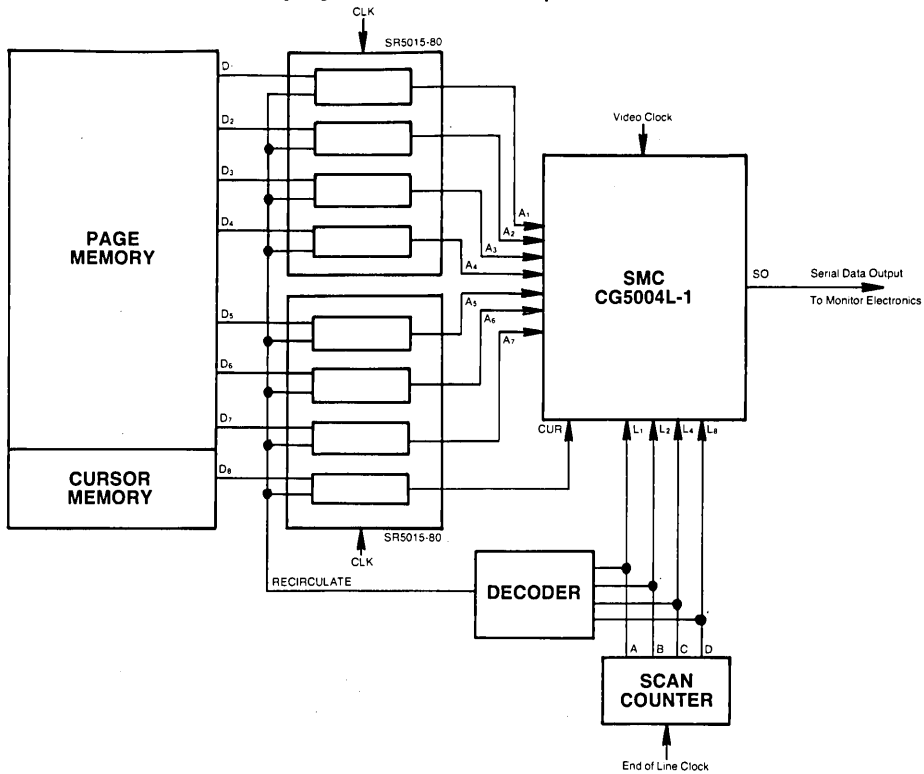 CLK
SR5015-80
D
D2
D3
D4
PAGE
MEMORY
D5
D6
D7
D8
CURSOR
MEMORY
Video Clock
A1
A2
A3
A4
A5
A6
A7
SMC
CG5004L-1
SO
Serial Data Output
To Monitor Electronics
CUR
L1
L2
L4
L8
SR5015-80
CLK
RECIRCULATE
DECODER
A
B
C
D
SCAN
COUNTER
End of Line Clock